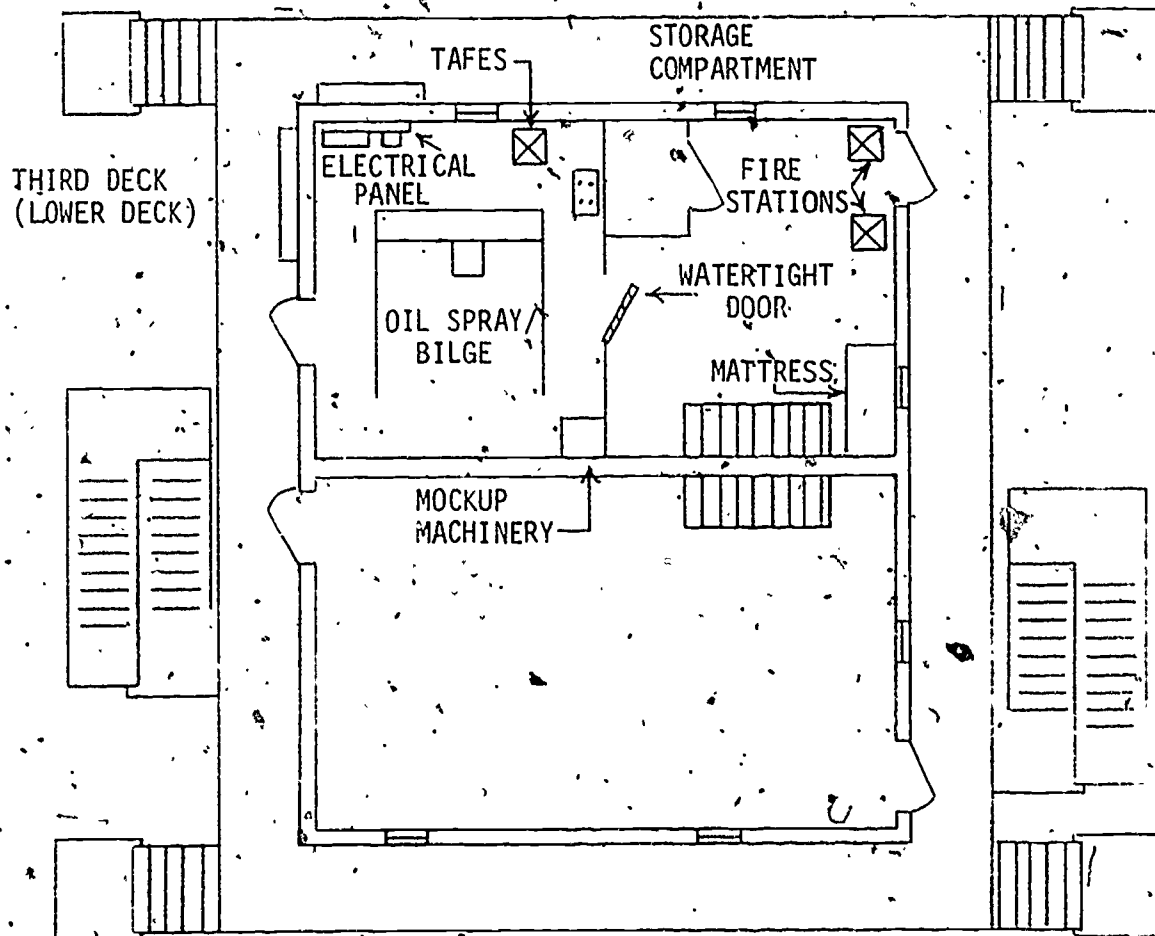 STORAGE
COMPARTMENT
TAFES
ELECTRICAL
PANEL
FIRE
STATIONS
THIRD DECK
(LOWER DECK)
WATERTIGHT
DOOR
OIL SPRAY
BILGE
MATTRESS
MOCKUP
MACHINERY